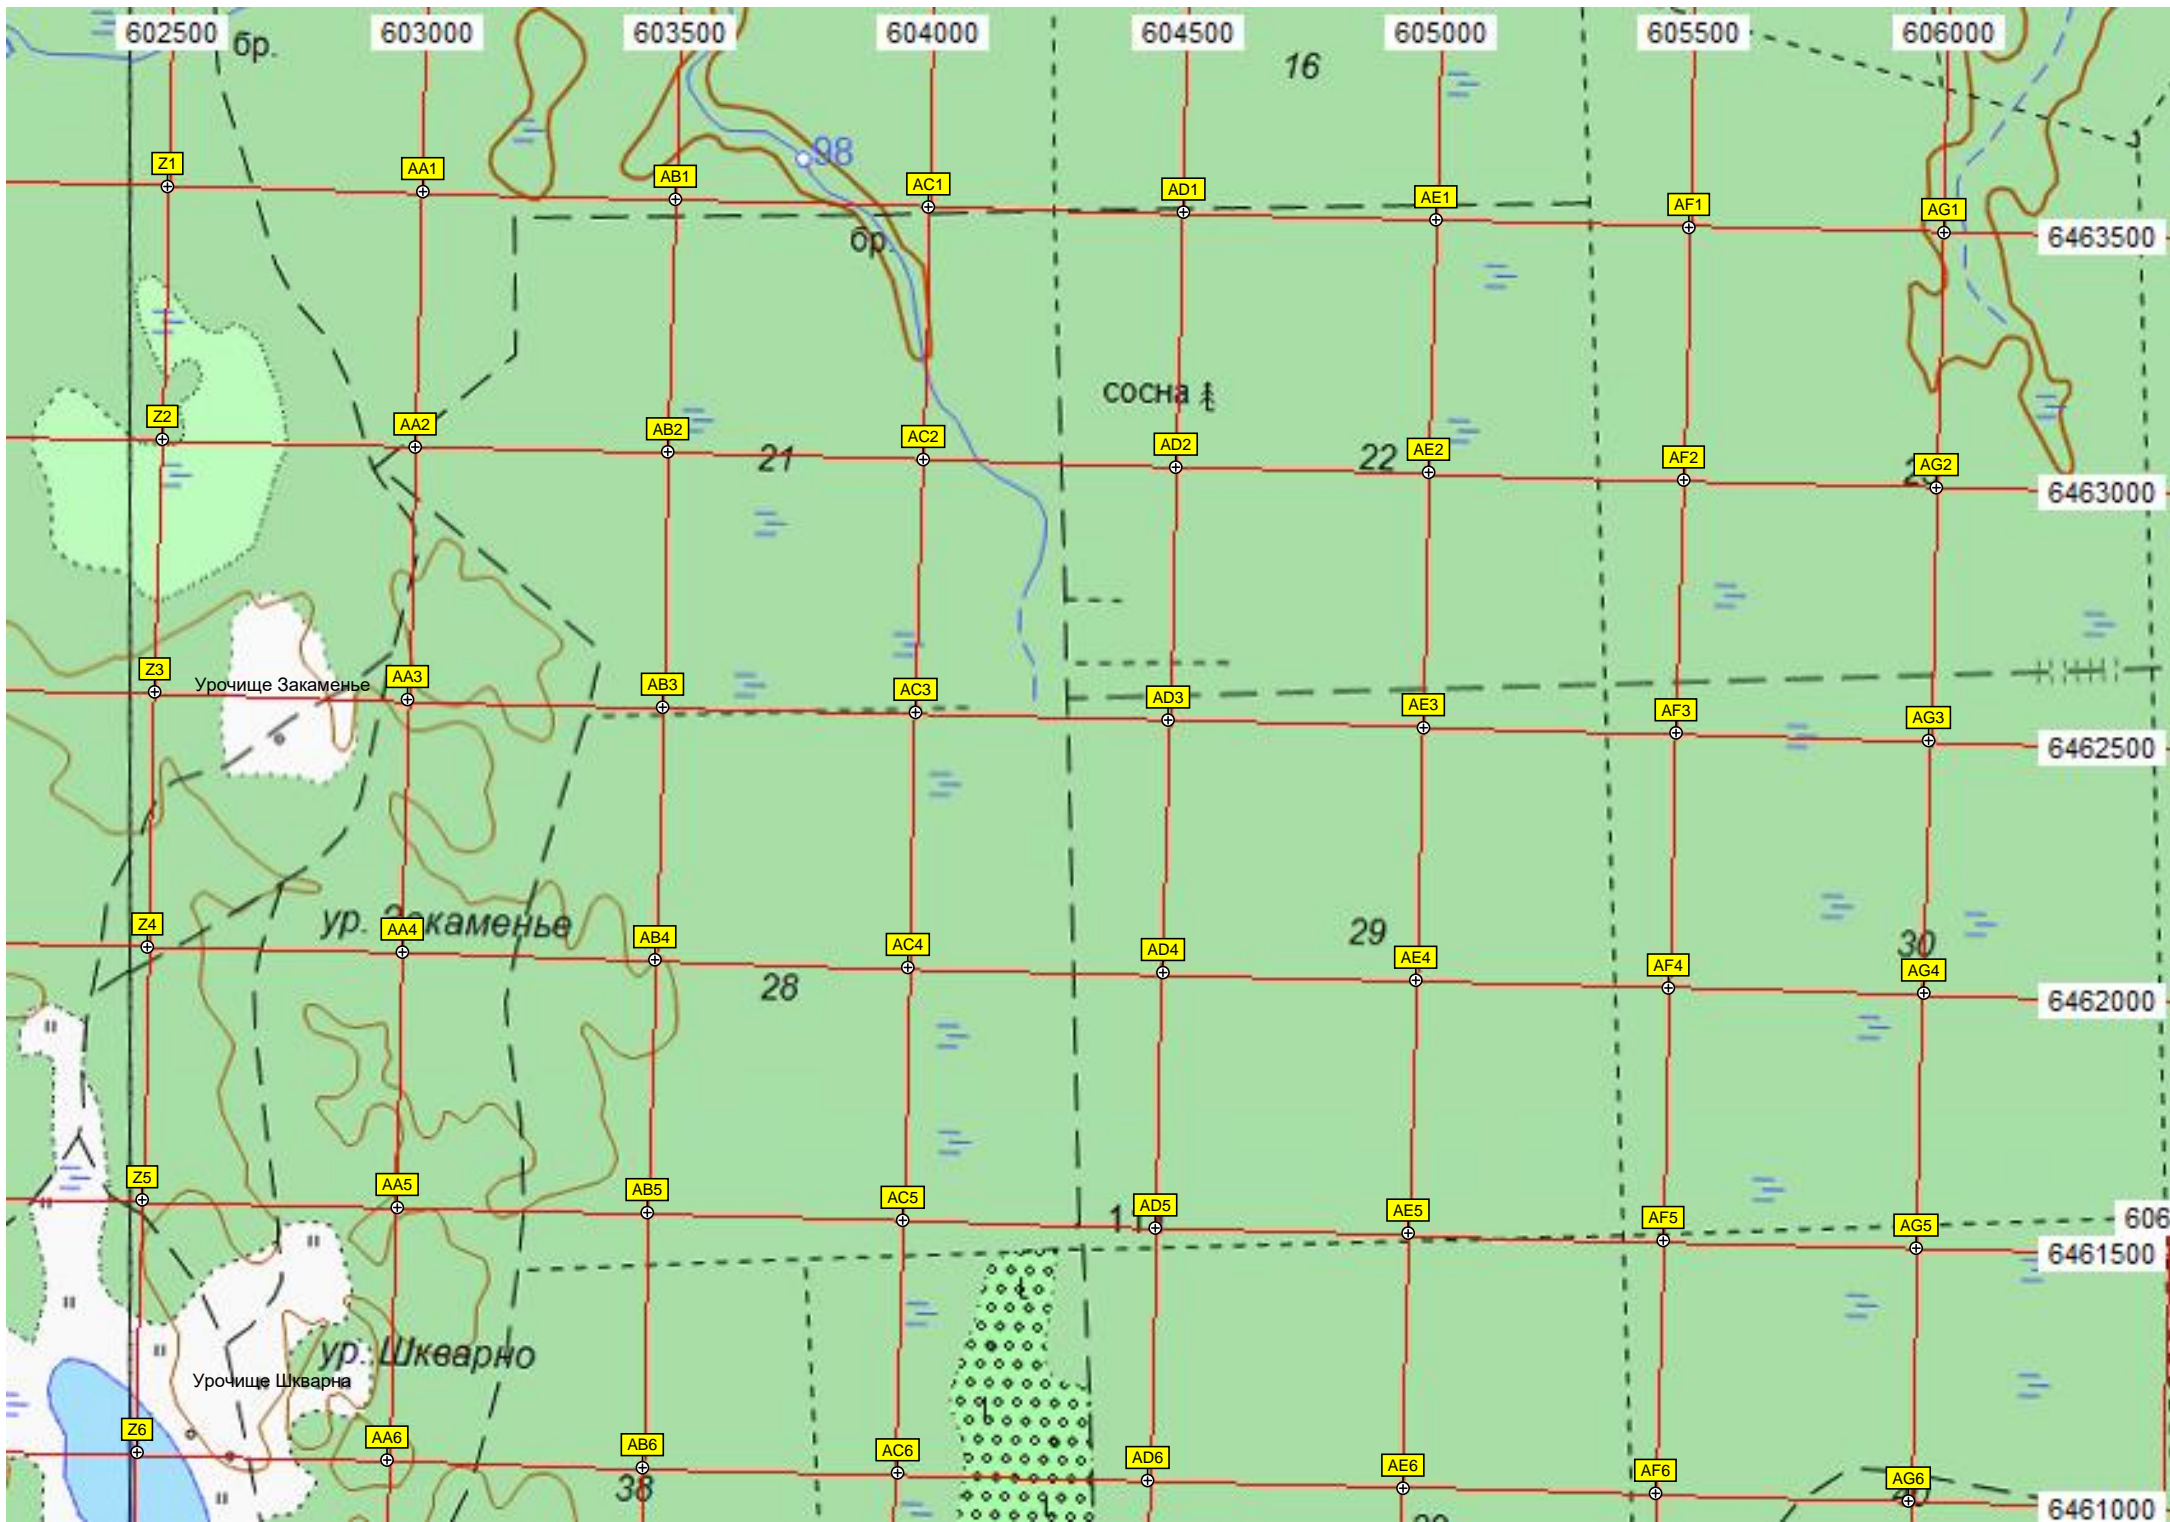 602500 603000 603500 604000 604500 605000 605500 606000
бр.
16
98
Z1 AA1 AB1 AC1 AD1 AE1 AF1 AG1
6463500
бр.
сосна
Z2 AA2 AB2 AC2 AD2 AE2 AF2 AG2
21 22
6463000
Z3 AA3 AB3 AC3 AD3 AE3 AF3 AG3
Урочище Закаменье
6462500
ур. Закаменье
29 30
Z4 AA4 AB4 AC4 AD4 AE4 AF4 AG4
28
6462000
Z5 AA5 AB5 AC5 AD5 AE5 AF5 AG5
606
6461500
ур. Шкварно
Урочище Шкварна
Z6 AA6 AB6 AC6 AD6 AE6 AF6 AG6
38
6461000